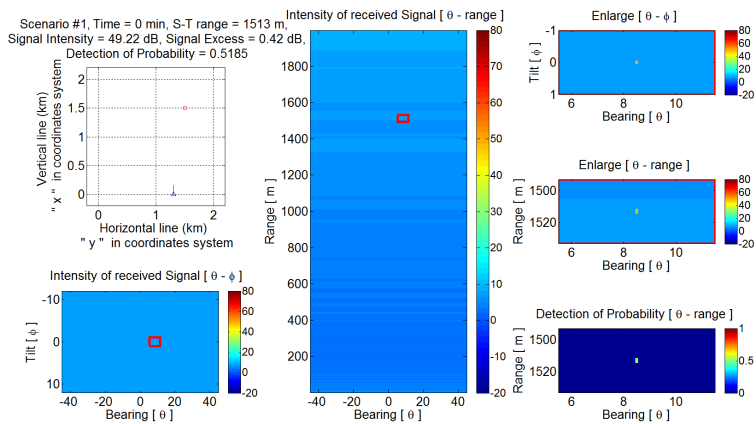 Scenario #1, Time = 0 min, S-T range = 1513 m,
Signal Intensity = 49.22 dB, Signal Excess = 0.42 dB,
Detection of Probability = 0.5185
2
1.5
1
0.5
0
0 1 2
Vertical line (km)
" x " in coordinates system
Horizontal line (km)
" y " in coordinates system
Intensity of received Signal [ θ - ϕ ]
-10
0
10
Tilt [ ϕ ]
-40 -20 0 20 40
Bearing [ θ ]
80
60
40
20
0
-20
Intensity of received Signal [ θ - range ]
1800
1600
1400
1200
1000
800
600
400
200
Range [ m ]
-40 -20 0 20 40
Bearing [ θ ]
80
70
60
50
40
30
20
10
0
-10
-20
Enlarge [ θ - ϕ ]
-1
0
1
Tilt [ ϕ ]
6 8 10
Bearing [ θ ]
80
60
40
20
0
-20
Enlarge [ θ - range ]
1500
1520
Range [ m ]
6 8 10
Bearing [ θ ]
80
60
40
20
0
-20
Detection of Probability [ θ - range ]
1500
1520
Range [ m ]
6 8 10
Bearing [ θ ]
1
0.5
0